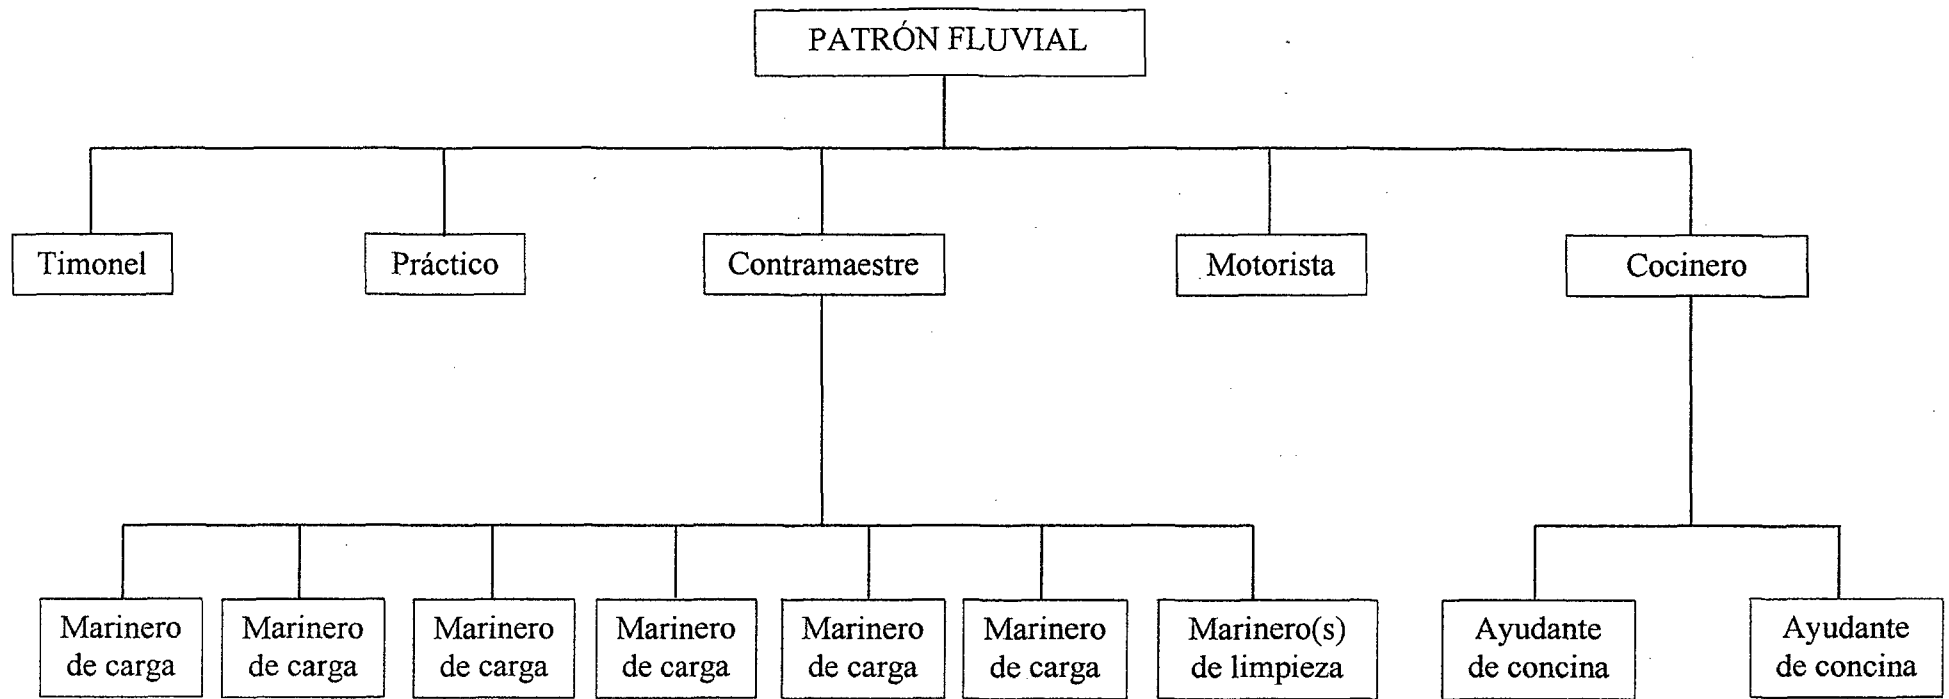 PATRÓN FLUVIAL
Timonel
Práctico
Contramaestre
Motorista
Cocinero
Marinero
de carga
Marinero
de carga
Marinero
de carga
Marinero
de carga
Marinero
de carga
Marinero
de carga
Marinero(s)
de limpieza
Ayudante
de concina
Ayudante
de concina